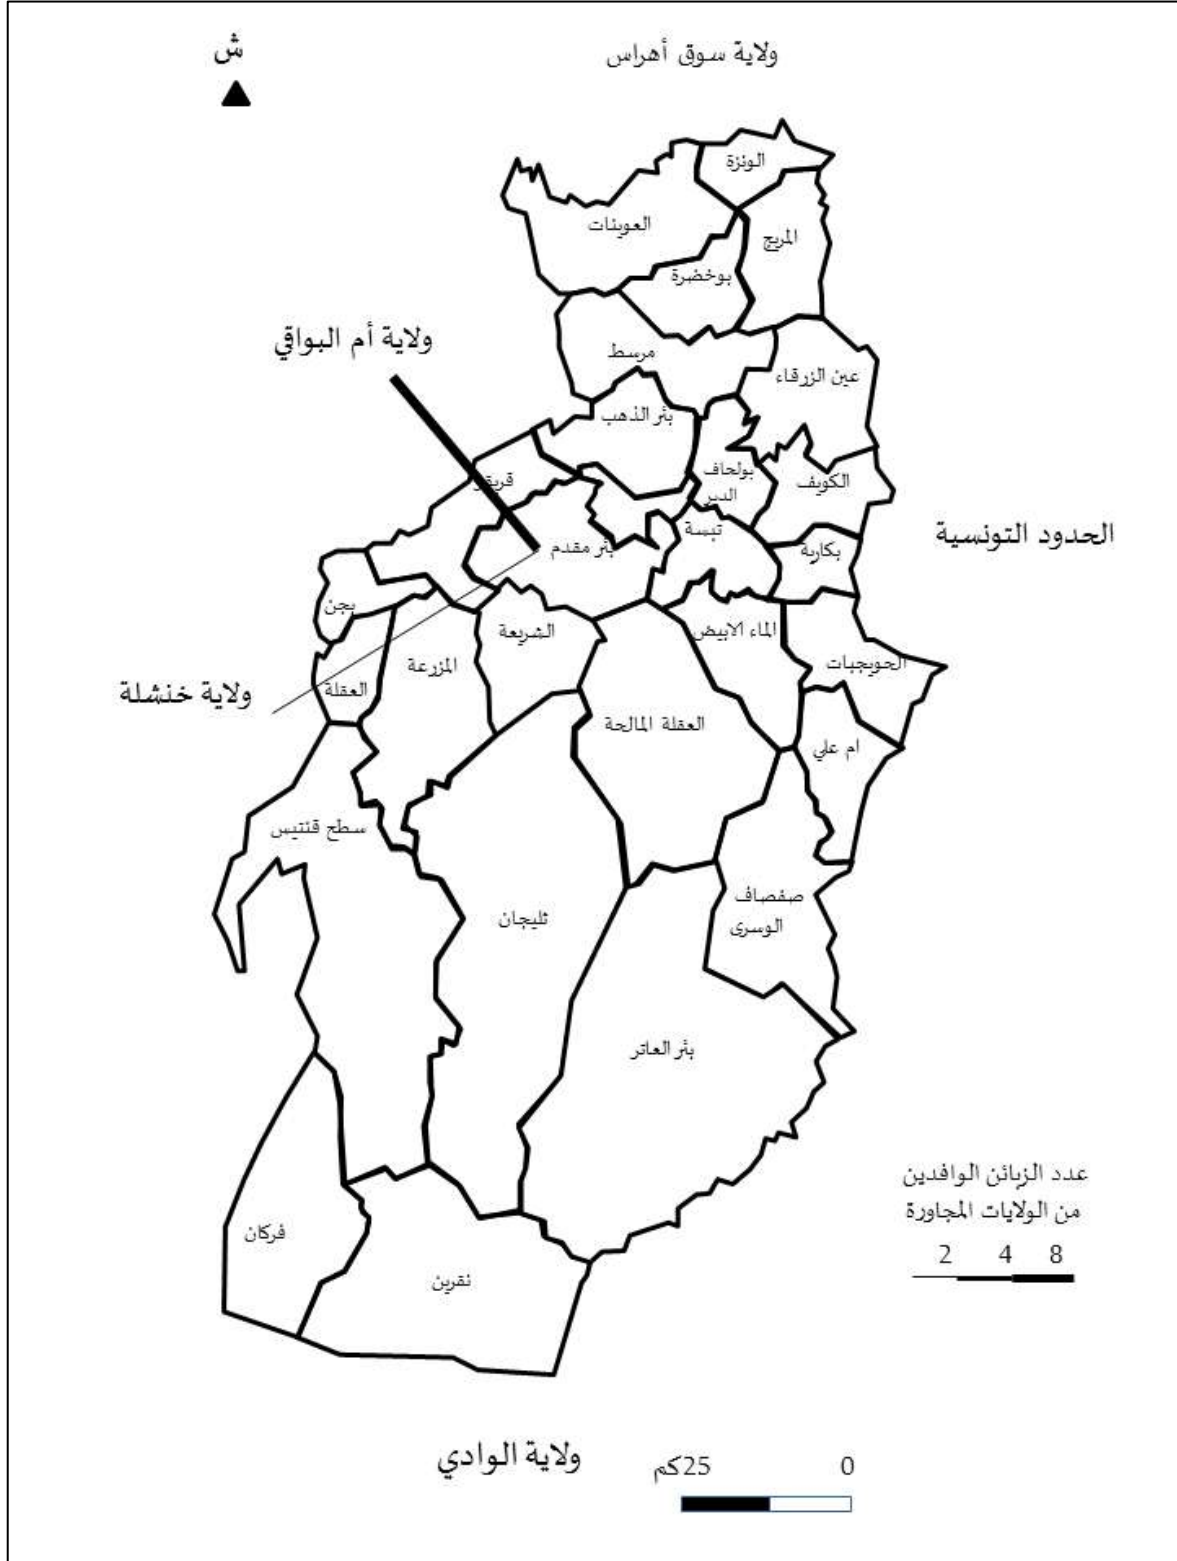 ش
ولاية سوق أهراس
الونزة
العوينات
المريج
بوخضرة
ولاية أم البواقي
مرسط
عين الزرقاء
بئر الذهب
بولحاف
الدير
الكويف
قريقر
تبسة
الحدود التونسية
بئر مقدم
بكارية
بجن
الشريعة
الماء الابيض
المزرعة
الحويجبات
ولاية خنشلة
العقلة
العقلة المالحة
ام علي
سطح قنتيس
صفصاف
الوسرى
ثليجان
بئر العاتر
عدد الزبائن الوافدين
من الولايات المجاورة
2 4 8
فركان
نقرين
ولاية الوادي
25كم 0